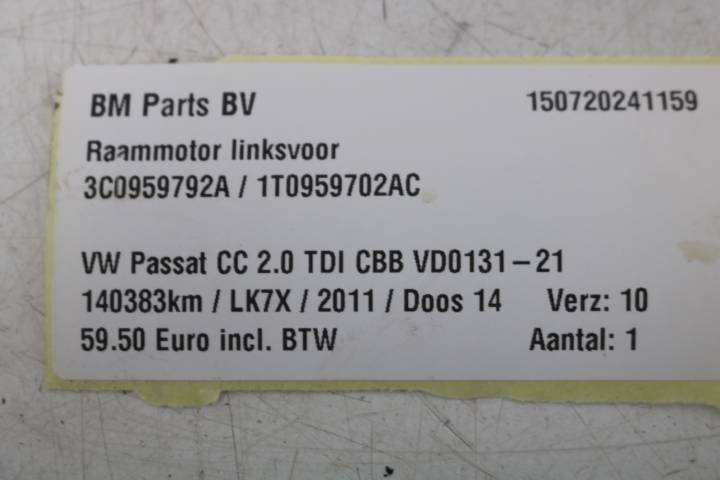 BM Parts BV 150720241159
Raammotor linksvoor
3C0959792A / 1T0959702AC
VW Passat CC 2.0 TDI CBB VD0131-21
140383km / LK7X / 2011 / Doos 14 Verz: 10
59.50 Euro incl. BTW Aantal: 1